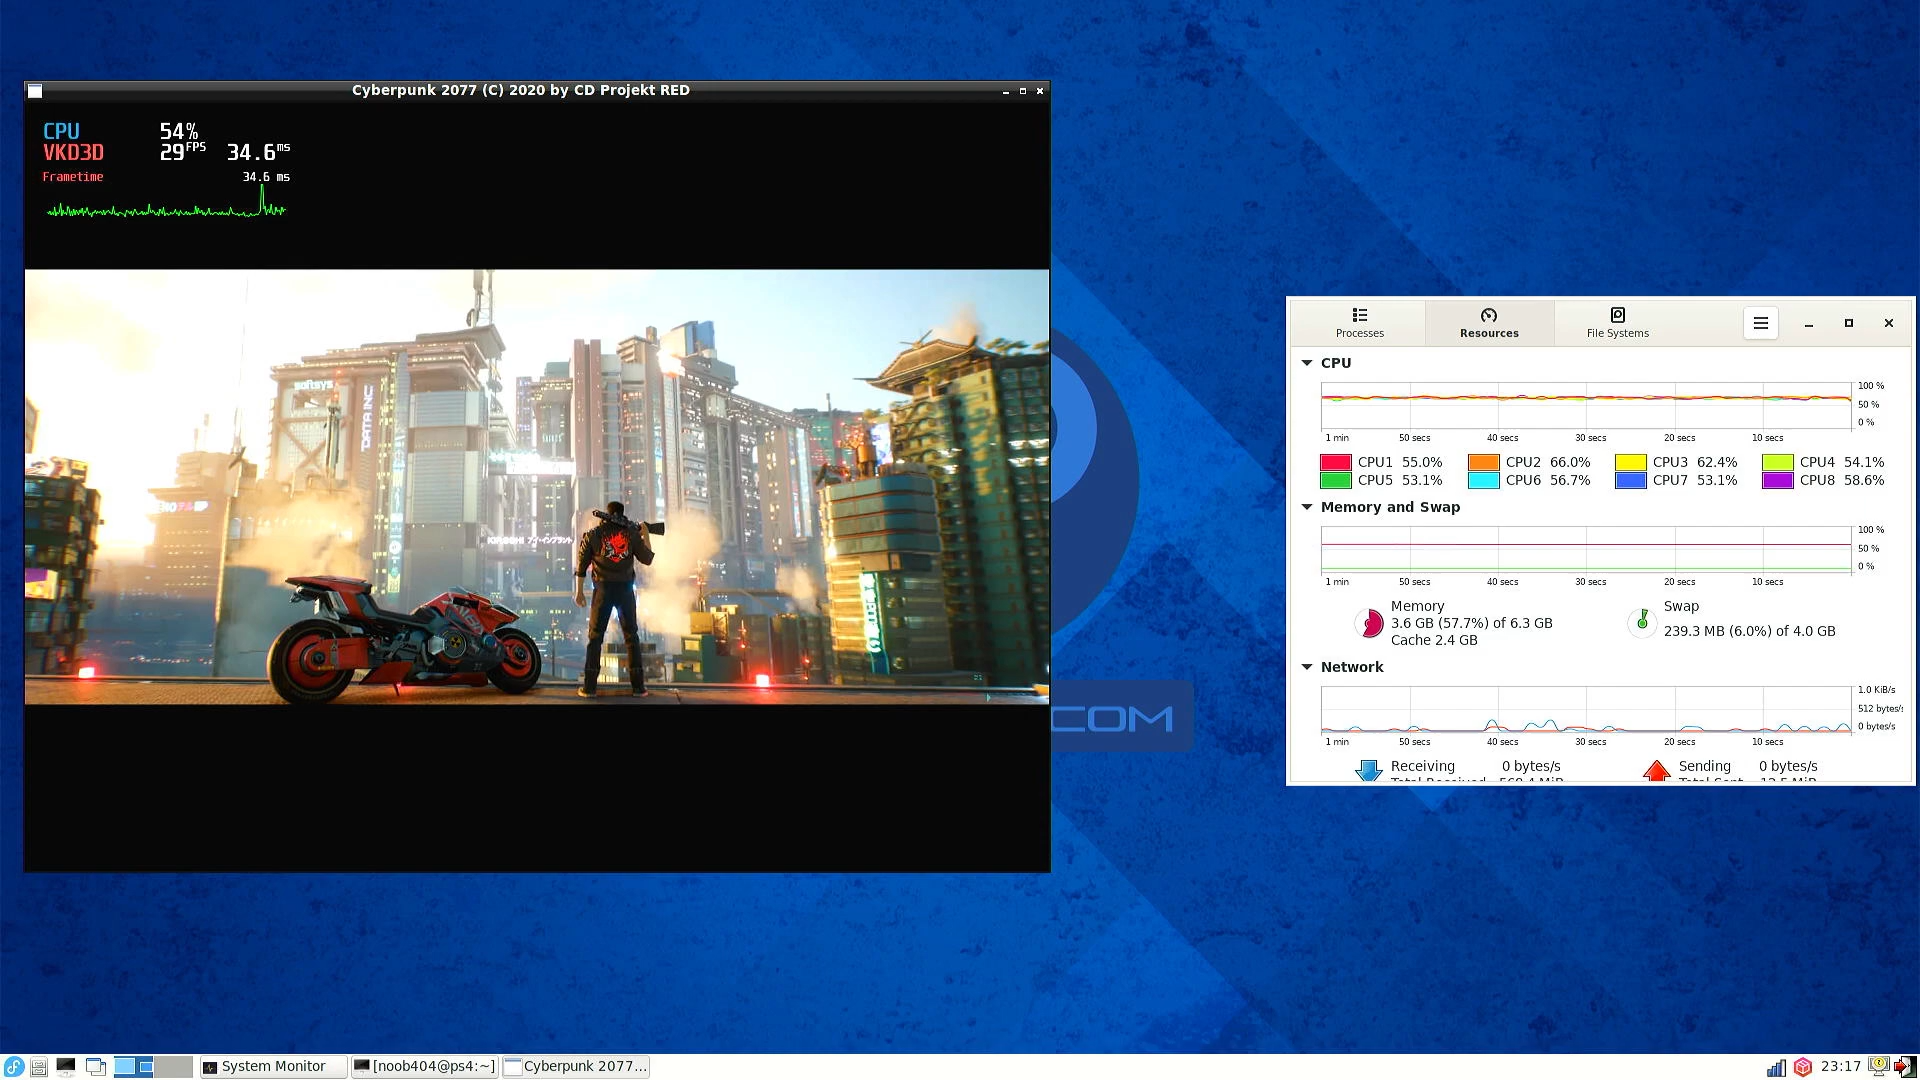 Cyberpunk 2077 (C) 2020 by CD Projekt RED
CPU 54%
VKD3D 29FPS 34.6ms
Frametime 34.6 ms
softsys
DATA INC
COM
Processes
Resources
File Systems
CPU
100 %
50 %
0 %
1 min 50 secs 40 secs 30 secs 20 secs 10 secs
CPU1 55.0% CPU2 66.0% CPU3 62.4% CPU4 54.1%
CPU5 53.1% CPU6 56.7% CPU7 53.1% CPU8 58.6%
Memory and Swap
100 %
50 %
0 %
1 min 50 secs 40 secs 30 secs 20 secs 10 secs
Memory
3.6 GB (57.7%) of 6.3 GB
Cache 2.4 GB
Swap
239.3 MB (6.0%) of 4.0 GB
Network
1.0 KiB/s
512 bytes/s
0 bytes/s
1 min 50 secs 40 secs 30 secs 20 secs 10 secs
Receiving 0 bytes/s Sending 0 bytes/s
System Monitor
[noob404@ps4:~]
Cyberpunk 2077...
23:17